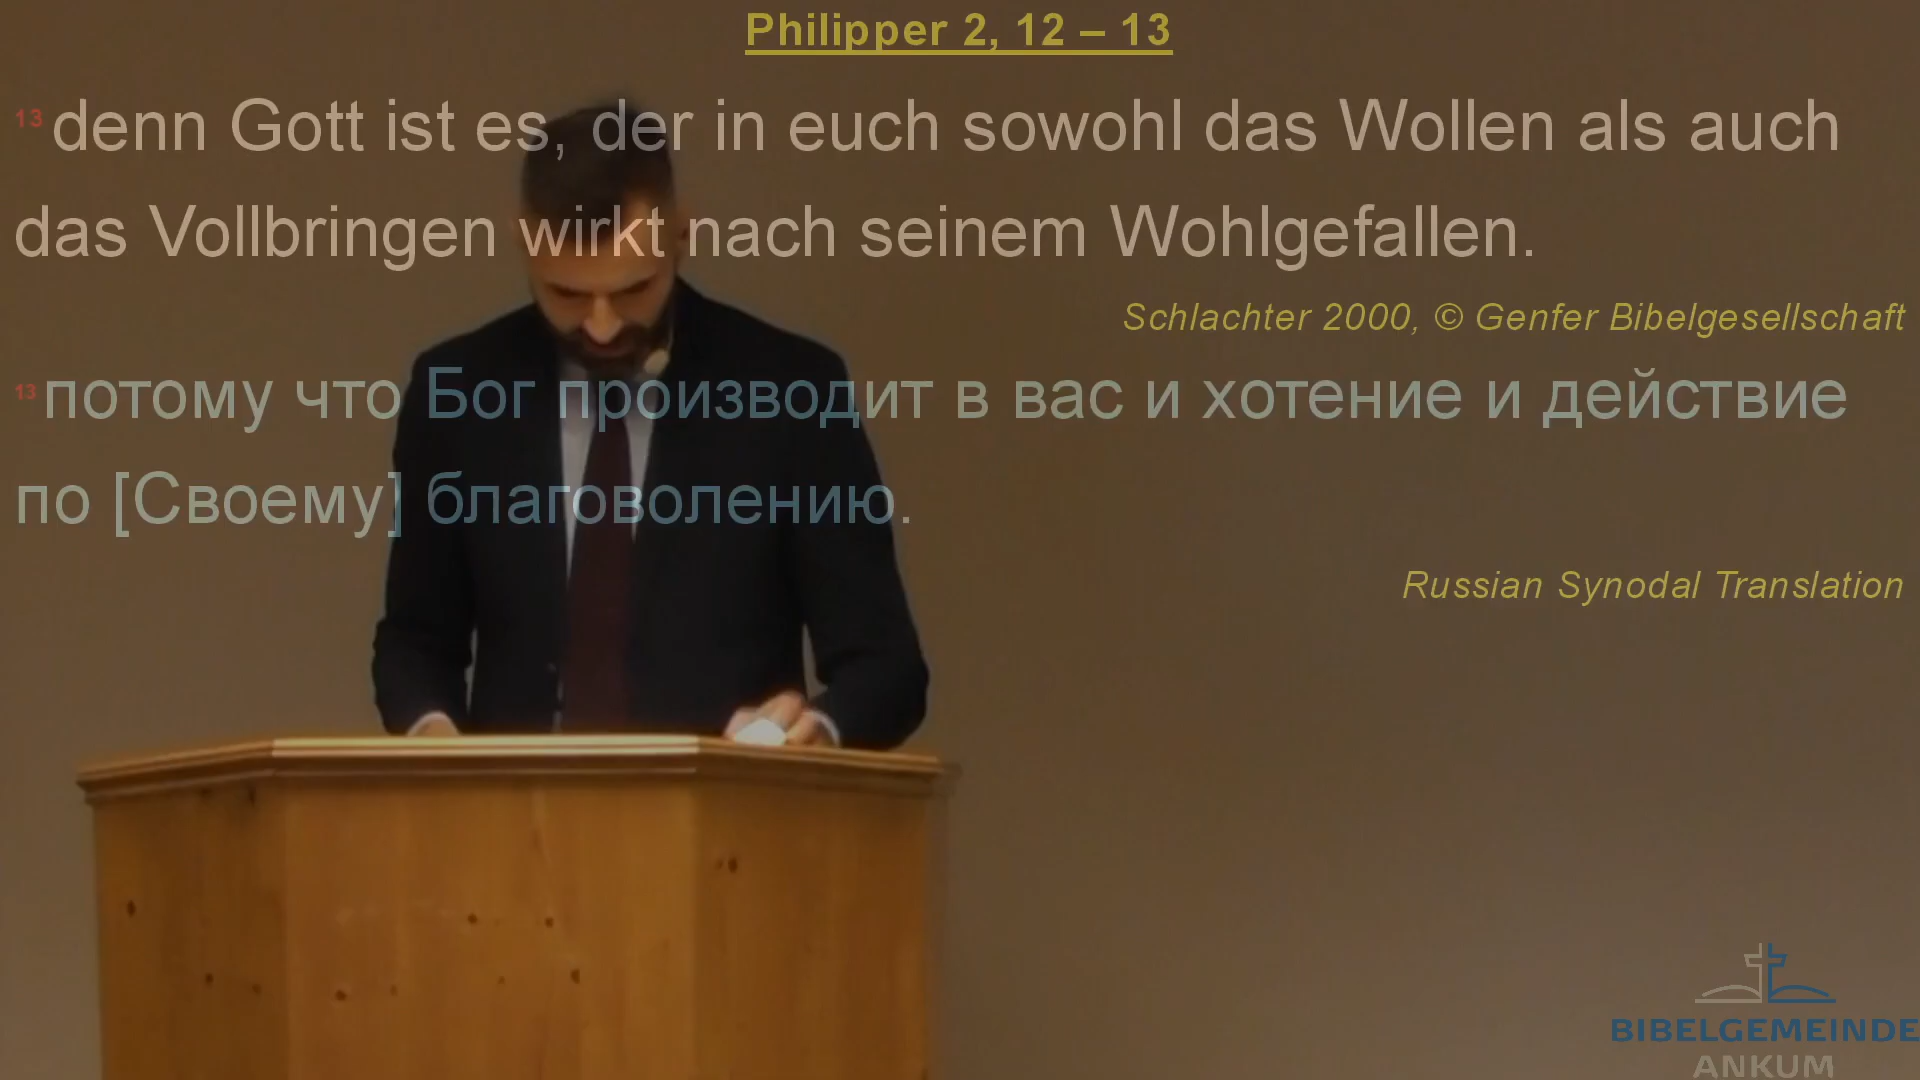 Philipper 2, 12 – 13
13 denn Gott ist es, der in euch sowohl das Wollen als auch
das Vollbringen wirkt nach seinem Wohlgefallen.
Schlachter 2000, © Genfer Bibelgesellschaft
13 потому что Бог производит в вас и хотение и действие
по [Своему] благоволению.
Russian Synodal Translation
BIBELGEMEINDE
ANKUM